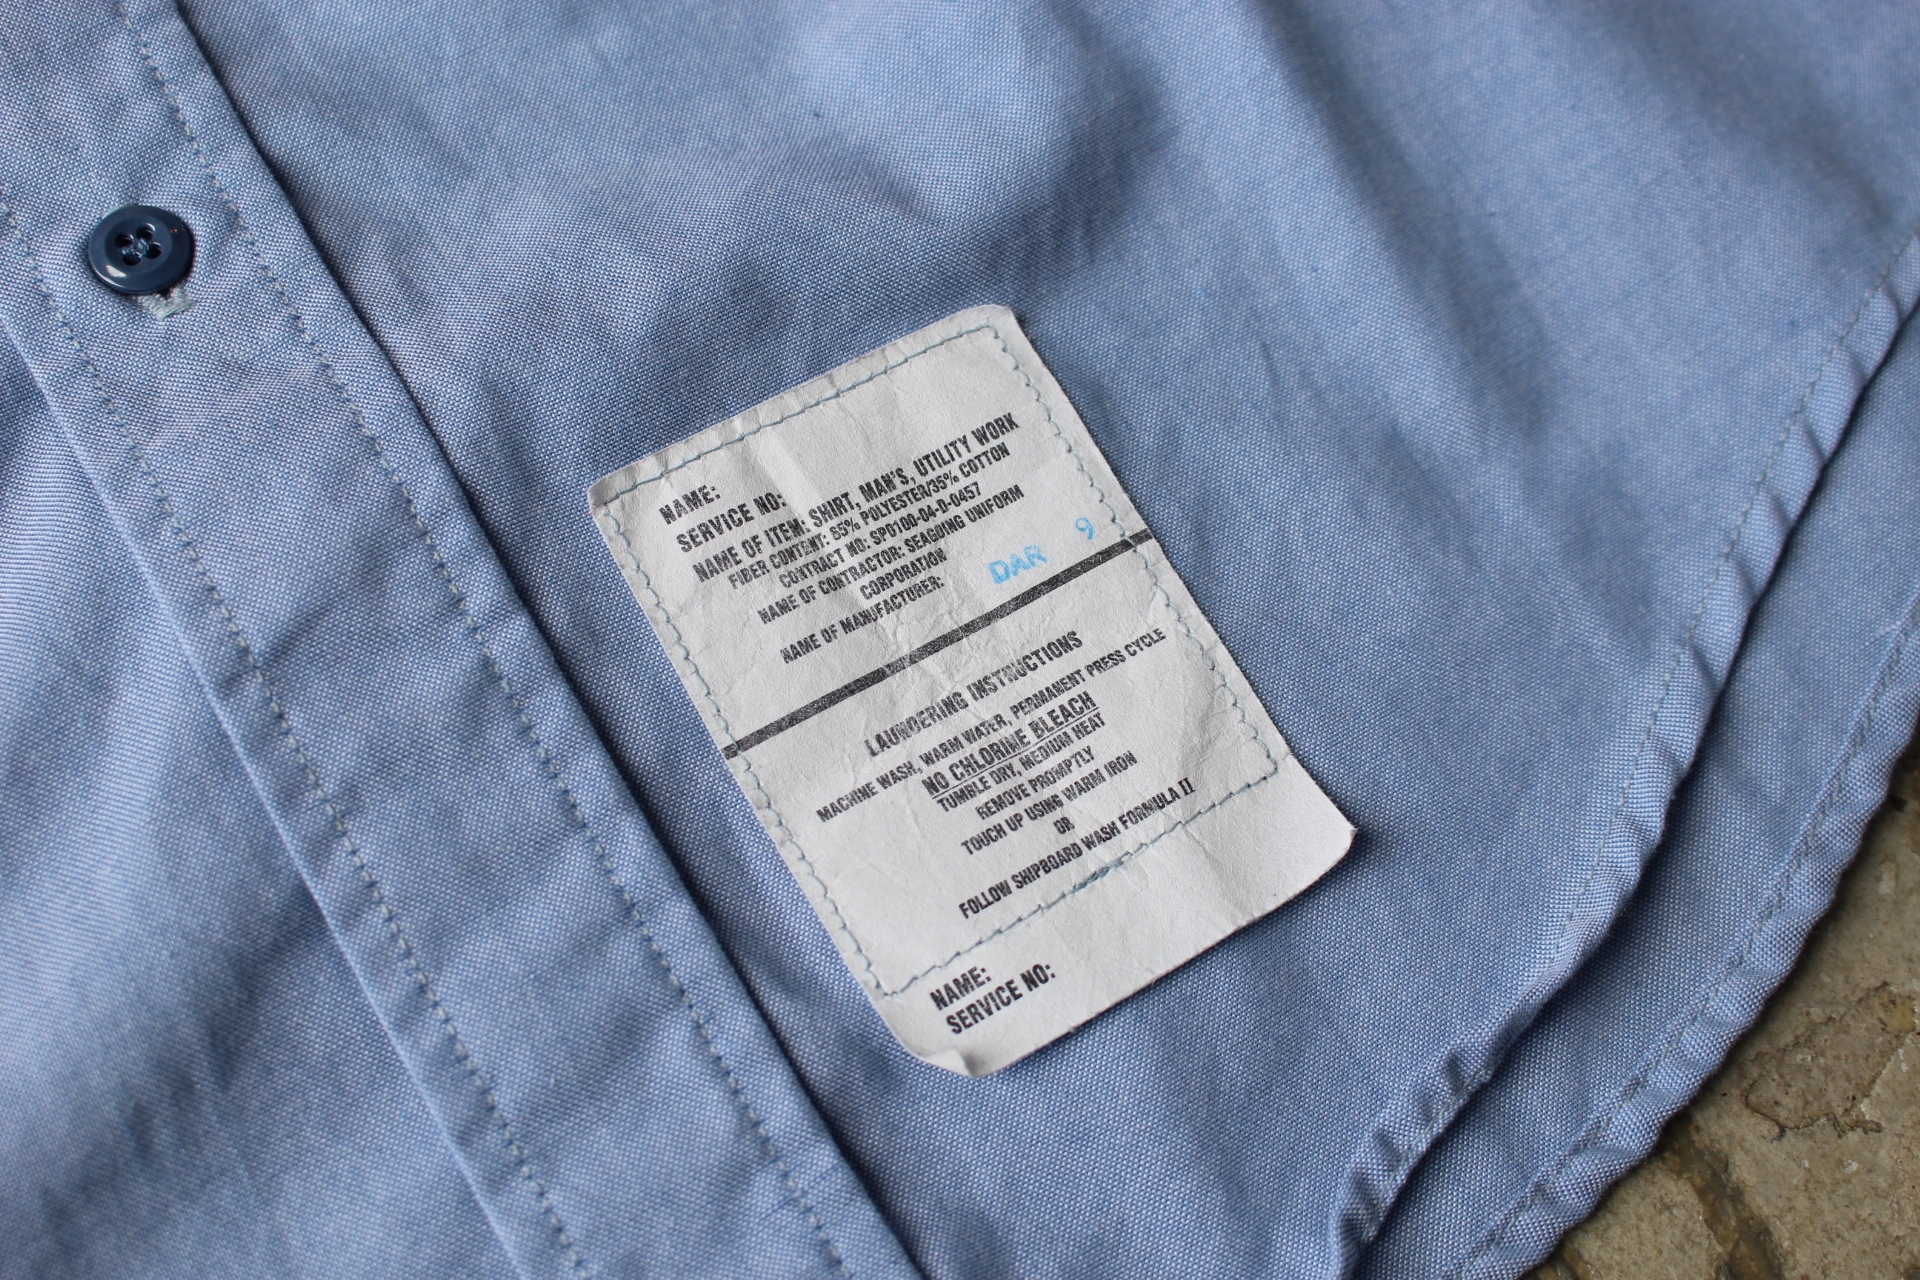 NAME:
SERVICE NO:
NAME OF ITEM: SHIRT, MAN'S, UTILITY WORK
FIBER CONTENT: 65% POLYESTER/35% COTTON
CONTRACT NO: SP0100-04-D-0457
NAME OF CONTRACTOR: SEAGOING UNIFORM
CORPORATION
NAME OF MANUFACTURER:
DAR 9
LAUNDERING INSTRUCTIONS
MACHINE WASH, WARM WATER, PERMANENT PRESS CYCLE
NO CHLORINE BLEACH
TUMBLE DRY, MEDIUM HEAT
REMOVE PROMPTLY
TOUCH UP USING WARM IRON
OR
FOLLOW SHIPBOARD WASH FORMULA II
NAME:
SERVICE NO: